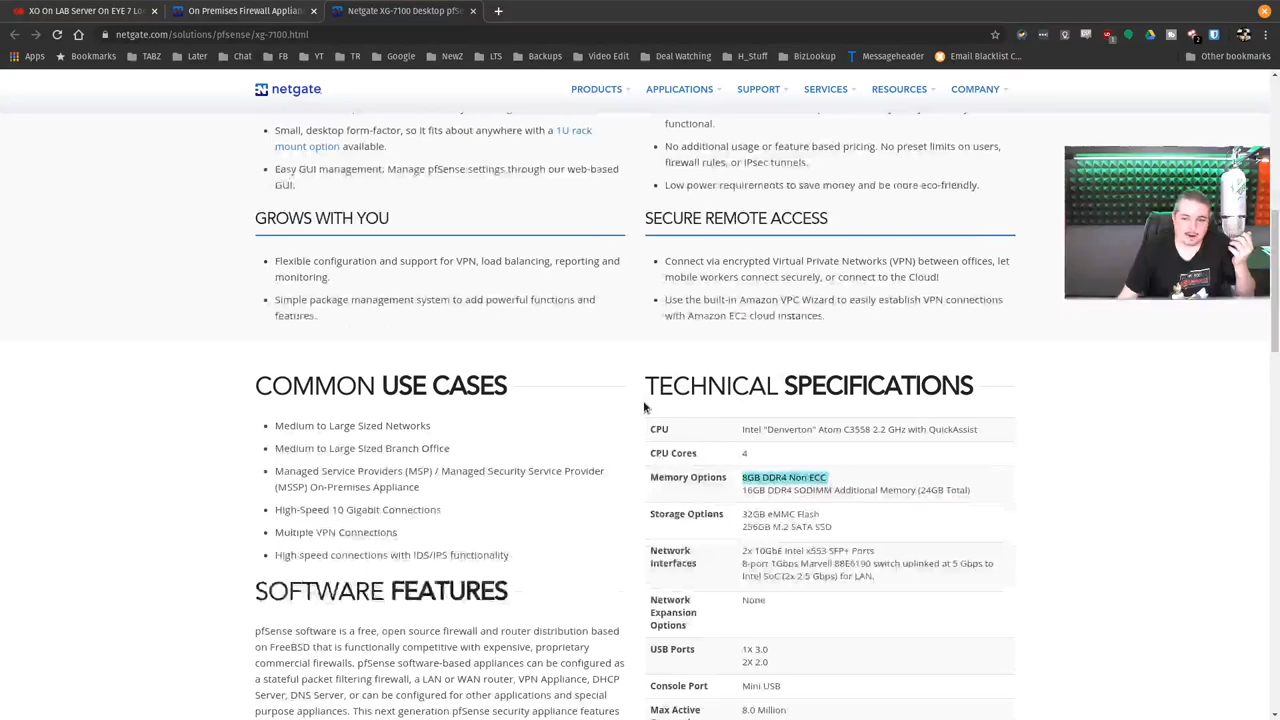 XO On LAB Server On EYE 7 Lo
On Premises Firewall Applian
Netgate XG-7100 Desktop pfSe
netgate.com/solutions/pfsense/xg-7100.html
Apps
Bookmarks
TABZ
Later
Chat
FB
YT
TR
Google
NewZ
LTS
Backups
Video Edit
Deal Watching
H_Stuff
BizLookup
Messageheader
Email Blacklist C...
Other bookmarks
netgate
PRODUCTS
APPLICATIONS
SUPPORT
SERVICES
RESOURCES
COMPANY
Small, desktop form-factor, so it fits about anywhere with a 1U rack
mount option available.
Easy GUI management. Manage pfSense settings through our web-based
GUI.
functional.
No additional usage or feature based pricing. No preset limits on users,
firewall rules, or IPsec tunnels.
Low power requirements to save money and be more eco-friendly.
GROWS WITH YOU
Flexible configuration and support for VPN, load balancing, reporting and
monitoring.
Simple package management system to add powerful functions and
features.
SECURE REMOTE ACCESS
Connect via encrypted Virtual Private Networks (VPN) between offices, let
mobile workers connect securely, or connect to the Cloud!
Use the built-in Amazon VPC Wizard to easily establish VPN connections
with Amazon EC2 cloud instances.
COMMON USE CASES
Medium to Large Sized Networks
Medium to Large Sized Branch Office
Managed Service Providers (MSP) / Managed Security Service Provider
(MSSP) On-Premises Appliance
High-Speed 10 Gigabit Connections
Multiple VPN Connections
High-speed connections with IDS/IPS functionality
SOFTWARE FEATURES
pfSense software is a free, open source firewall and router distribution based
on FreeBSD that is functionally competitive with expensive, proprietary
commercial firewalls. pfSense software-based appliances can be configured as
a stateful packet filtering firewall, a LAN or WAN router, VPN Appliance, DHCP
Server, DNS Server, or can be configured for other applications and special
purpose appliances. This next generation pfSense security appliance features
TECHNICAL SPECIFICATIONS
CPU Intel "Denverton" Atom C3558 2.2 GHz with QuickAssist
CPU Cores 4
Memory Options 8GB DDR4 Non ECC
16GB DDR4 SODIMM Additional Memory (24GB Total)
Storage Options 32GB eMMC Flash
256GB M.2 SATA SSD
Network 2x 10GbE Intel x553 SFP+ Ports
Interfaces 8-port 1Gbps Marvell 88E6190 switch uplinked at 5 Gbps to
Intel SoC (2x 2.5 Gbps) for LAN.
Network None
Expansion
Options
USB Ports 1X 3.0
2X 2.0
Console Port Mini USB
Max Active 8.0 Million